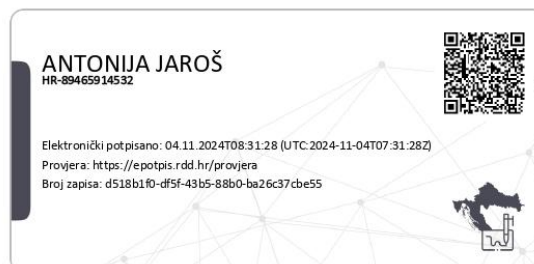 ANTONIJA JAROŠ
HR-89465914532
Elektronički potpisano: 04.11.2024T08:31:28 (UTC:2024-11-04T07:31:28Z)
Provjera: https://epotpis.rdd.hr/provjera
Broj zapisa: d518b1f0-df5f-43b5-88b0-ba26c37cbe55